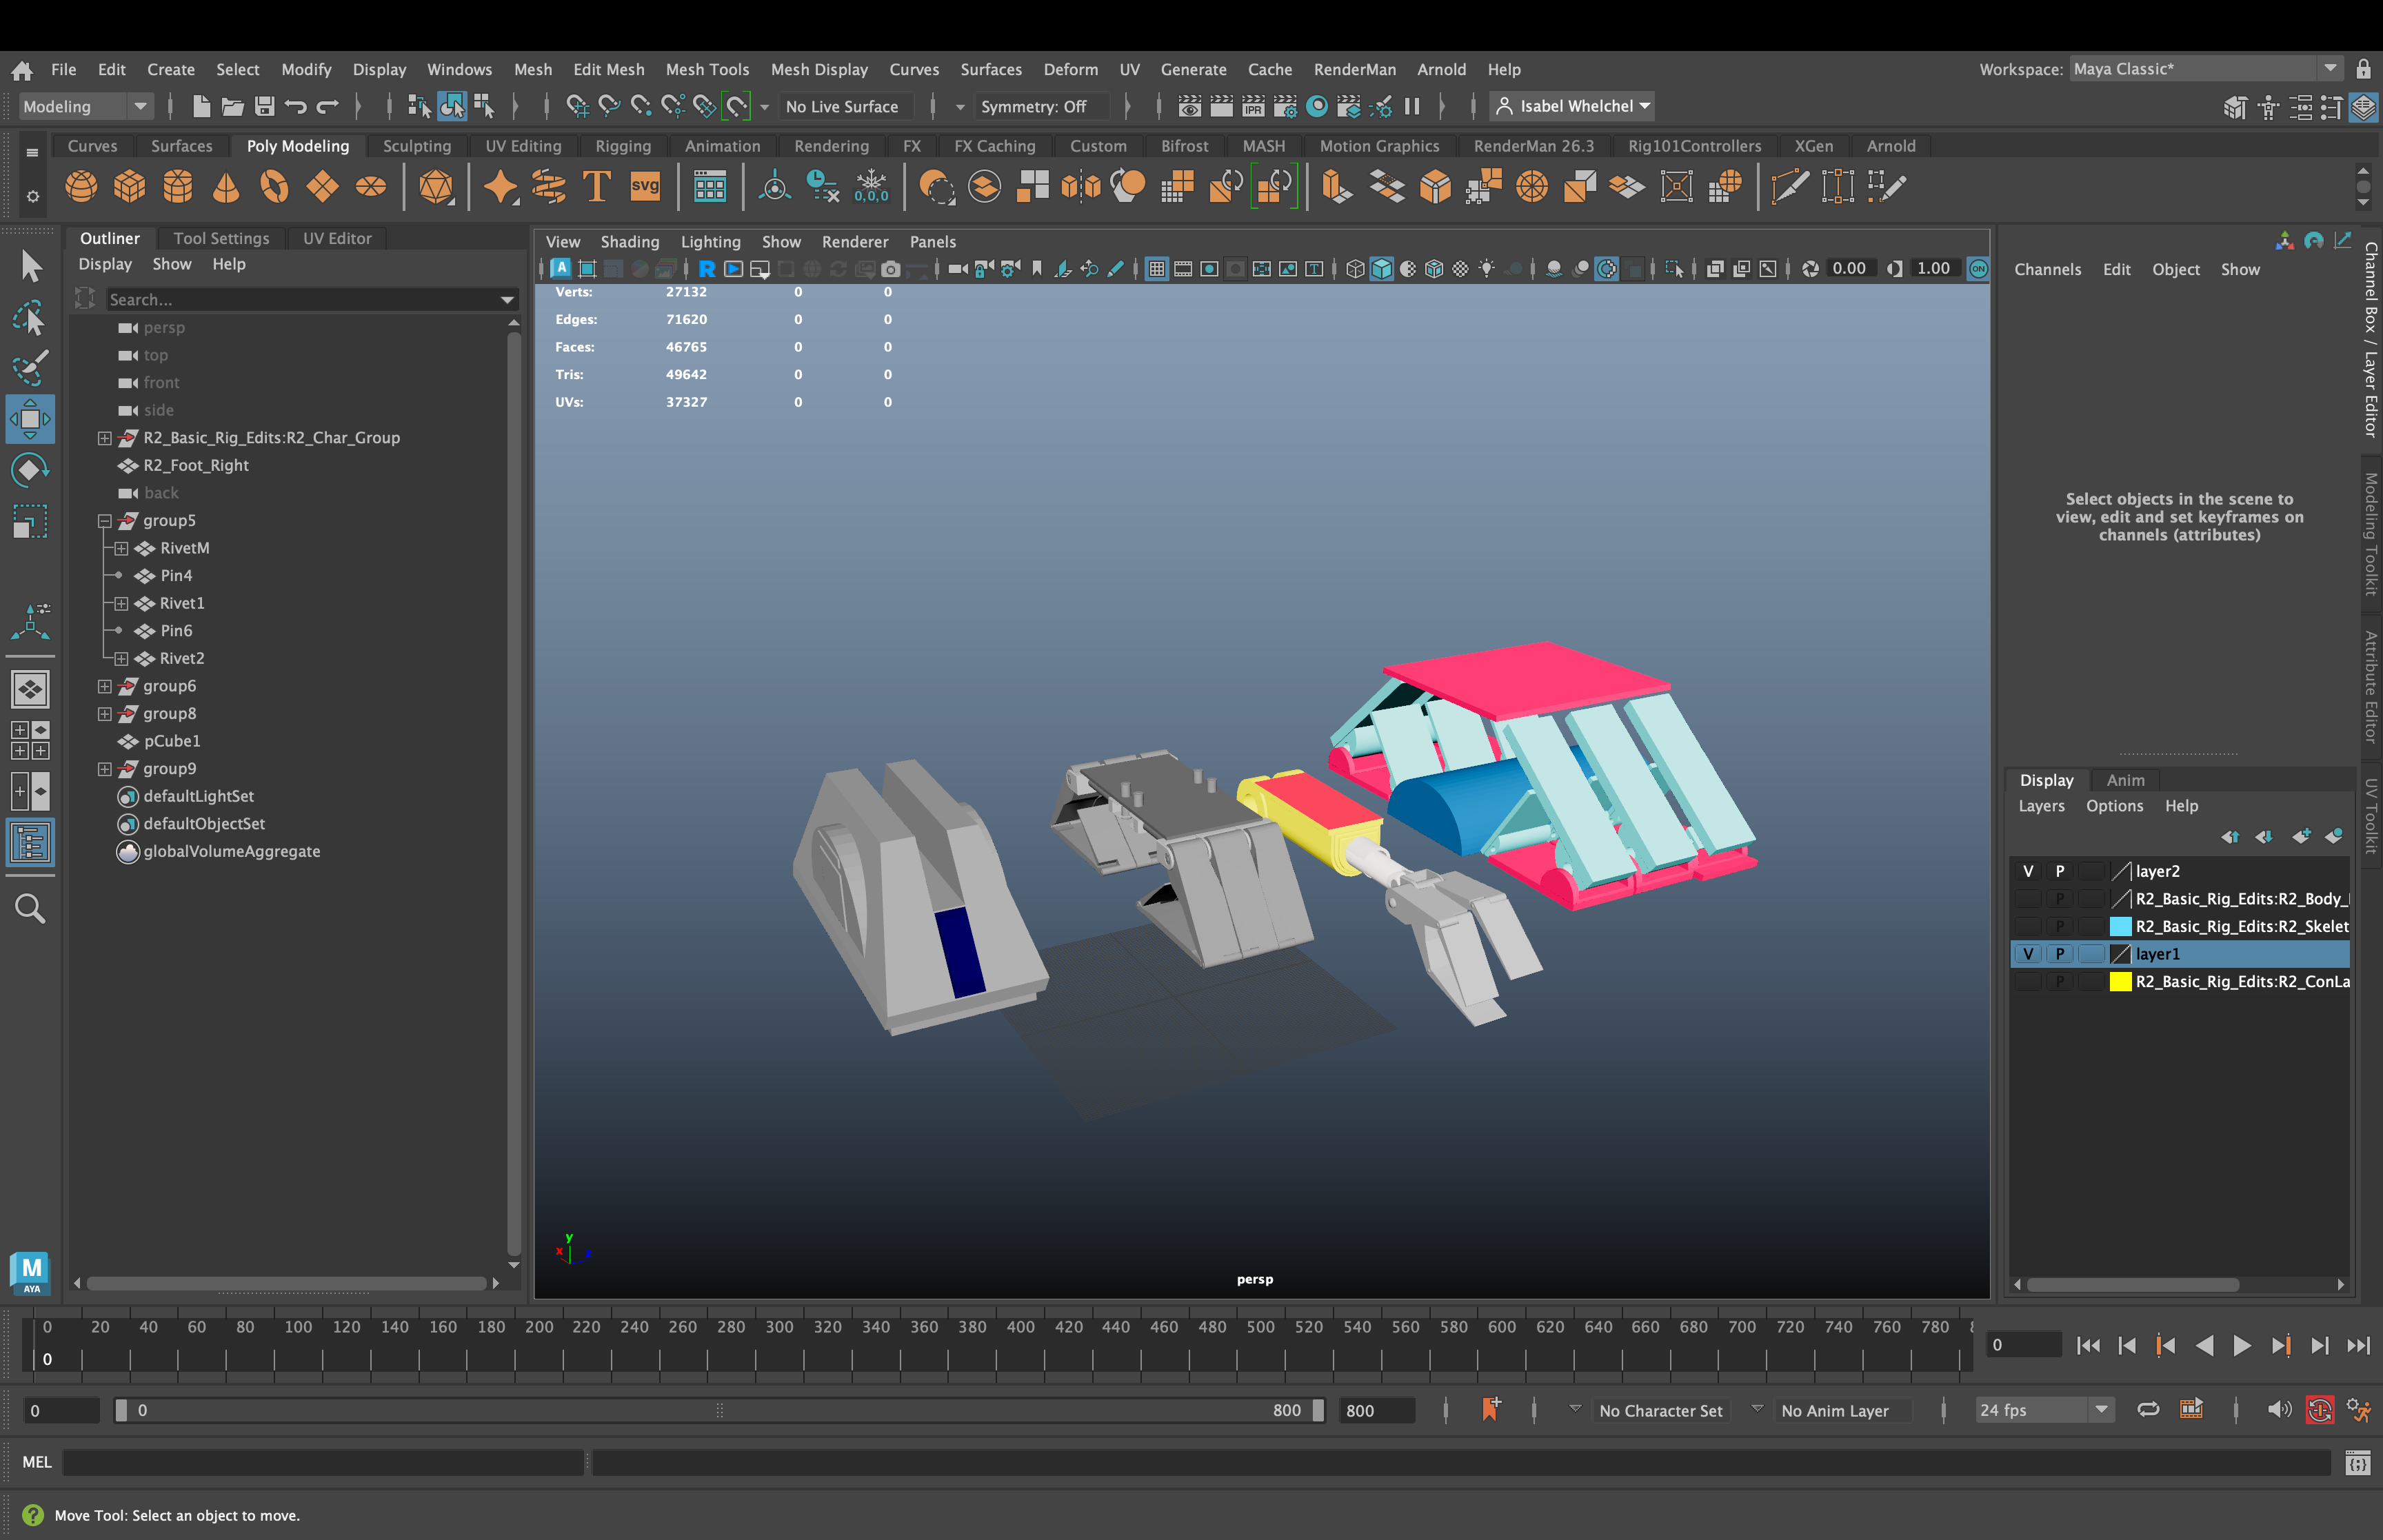 File Edit Create Select Modify Display Windows Mesh Edit Mesh Mesh Tools Mesh Display Curves Surfaces Deform UV Generate Cache RenderMan Arnold Help Workspace: Maya Classic*
Modeling No Live Surface Symmetry: Off IPR Isabel Whelchel
Curves Surfaces Poly Modeling Sculpting UV Editing Rigging Animation Rendering FX FX Caching Custom Bifrost MASH Motion Graphics RenderMan 26.3 Rig101Controllers XGen Arnold
T svg 0,0,0
Outliner Tool Settings UV Editor
Display Show Help
Search...
persp
top
front
side
R2_Basic_Rig_Edits:R2_Char_Group
R2_Foot_Right
back
group5
RivetM
Pin4
Rivet1
Pin6
Rivet2
group6
group8
pCube1
group9
defaultLightSet
defaultObjectSet
globalVolumeAggregate
View Shading Lighting Show Renderer Panels
A R T 0.00 1.00 ON
Verts: 27132 0 0
Edges: 71620 0 0
Faces: 46765 0 0
Tris: 49642 0 0
UVs: 37327 0 0
y
x z
persp
Channels Edit Object Show
Select objects in the scene to
view, edit and set keyframes on
channels (attributes)
Channel Box / Layer Editor
Modeling Toolkit
Attribute Editor
UV Toolkit
Display Anim
Layers Options Help
V P layer2
P R2_Basic_Rig_Edits:R2_Body_
P R2_Basic_Rig_Edits:R2_Skelet
V P layer1
P R2_Basic_Rig_Edits:R2_ConLa
M
AYA
0 20 40 60 80 100 120 140 160 180 200 220 240 260 280 300 320 340 360 380 400 420 440 460 480 500 520 540 560 580 600 620 640 660 680 700 720 740 760 780
0
0
0 0 800 800 No Character Set No Anim Layer 24 fps
MEL
Move Tool: Select an object to move.